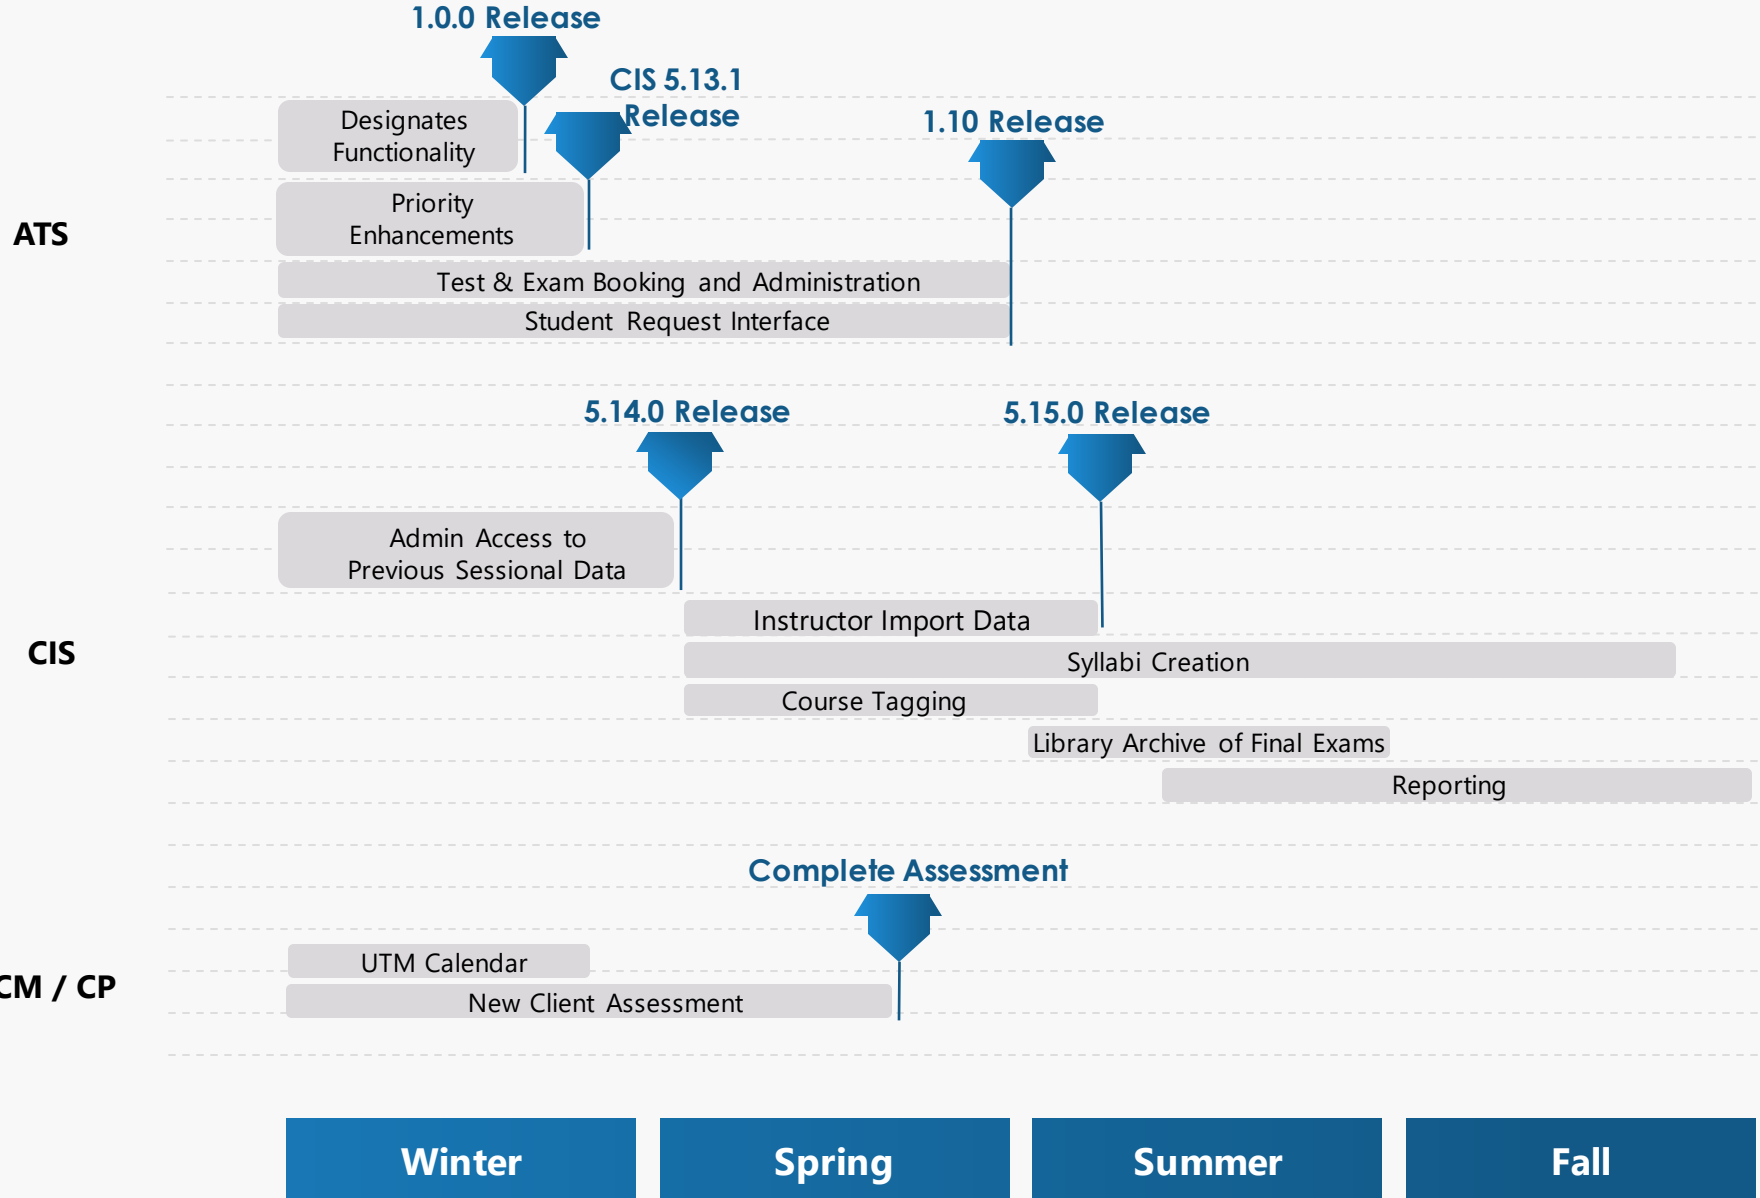 1.0.0 Release
CIS 5.13.1
Release
1.10 Release
Designates
Functionality
Priority
Enhancements
ATS
Test & Exam Booking and Administration
Student Request Interface
5.14.0 Release
5.15.0 Release
Admin Access to
Previous Sessional Data
Instructor Import Data
CIS
Syllabi Creation
Course Tagging
Library Archive of Final Exams
Reporting
Complete Assessment
UTM Calendar
CM / CP
New Client Assessment
Winter
Spring
Summer
Fall